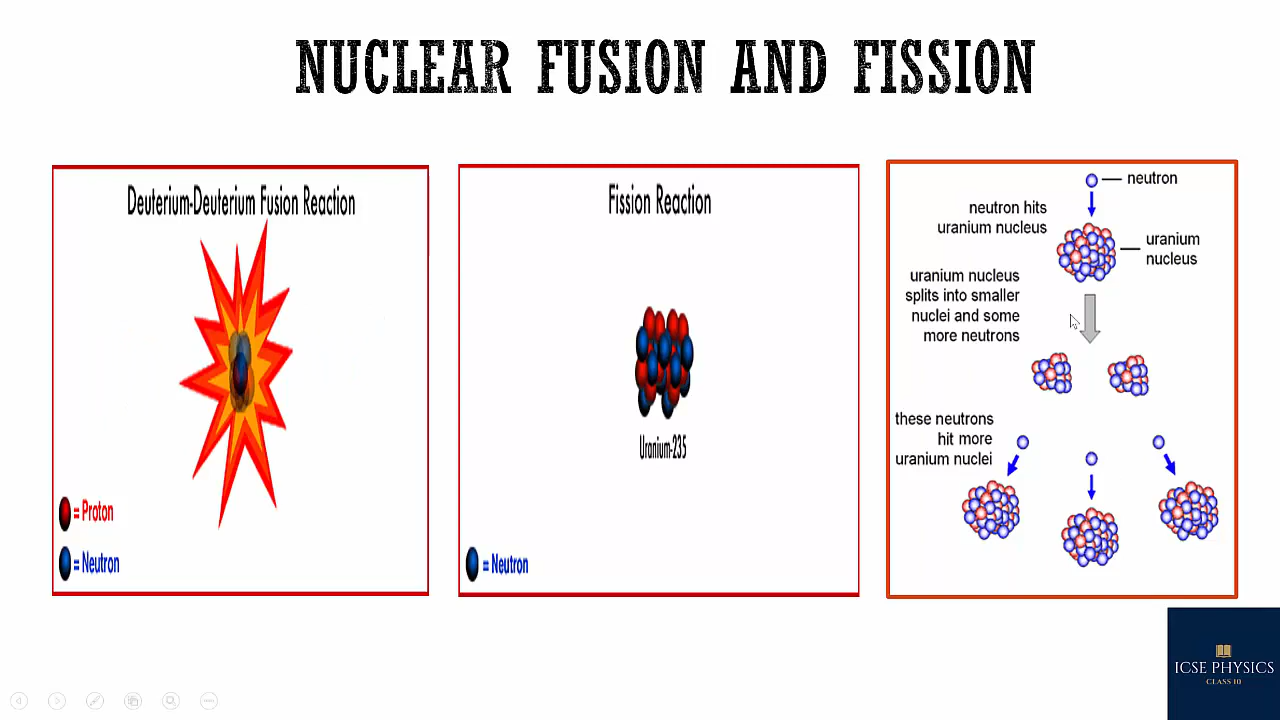 NUCLEAR FUSION AND FISSION
Deuterium-Deuterium Fusion Reaction
= Proton
= Neutron
Fission Reaction
Uranium-235
= Neutron
neutron
neutron hits
uranium nucleus
uranium
nucleus
uranium nucleus
splits into smaller
nuclei and some
more neutrons
these neutrons
hit more
uranium nuclei
ICSE PHYSICS
CLASS 10